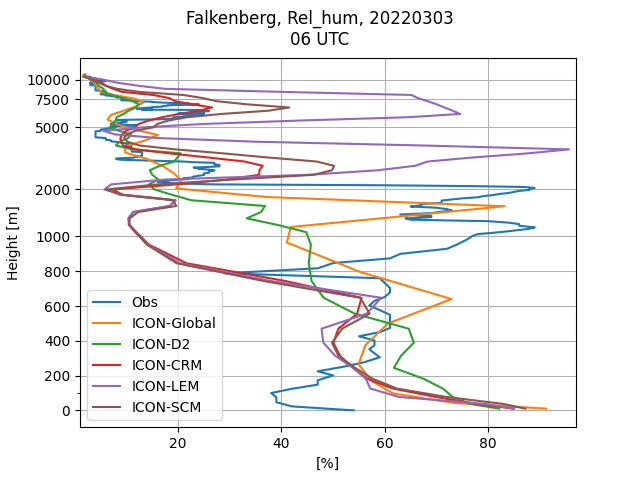 Falkenberg, Rel_hum, 20220303
06 UTC
Height [m]
10000
7500
5000
2000
1000
800
600
400
200
0
Obs
ICON-Global
ICON-D2
ICON-CRM
ICON-LEM
ICON-SCM
20
40
60
80
[%]